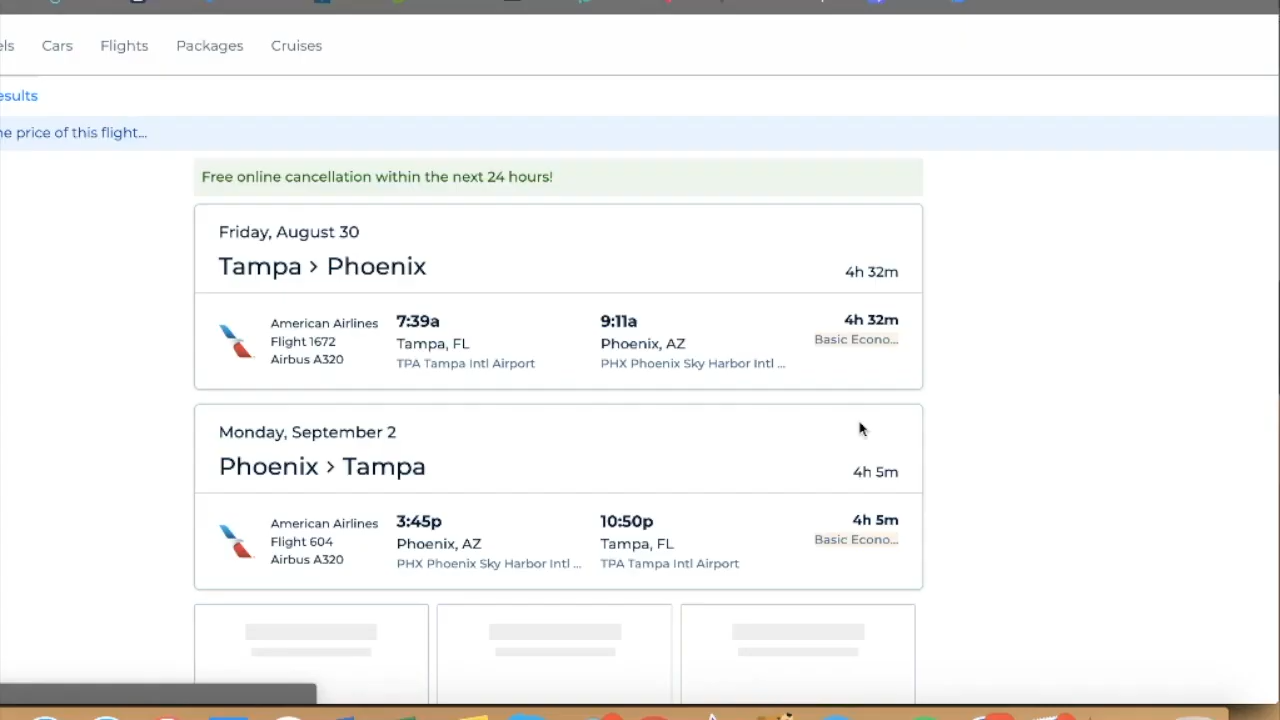 els Cars Flights Packages Cruises
esults
he price of this flight...
Free online cancellation within the next 24 hours!
Friday, August 30
Tampa > Phoenix
4h 32m
American Airlines
Flight 1672
Airbus A320
7:39a
Tampa, FL
TPA Tampa Intl Airport
9:11a
Phoenix, AZ
PHX Phoenix Sky Harbor Intl ...
4h 32m
Basic Econo...
Monday, September 2
Phoenix > Tampa
4h 5m
American Airlines
Flight 604
Airbus A320
3:45p
Phoenix, AZ
PHX Phoenix Sky Harbor Intl ...
10:50p
Tampa, FL
TPA Tampa Intl Airport
4h 5m
Basic Econo...